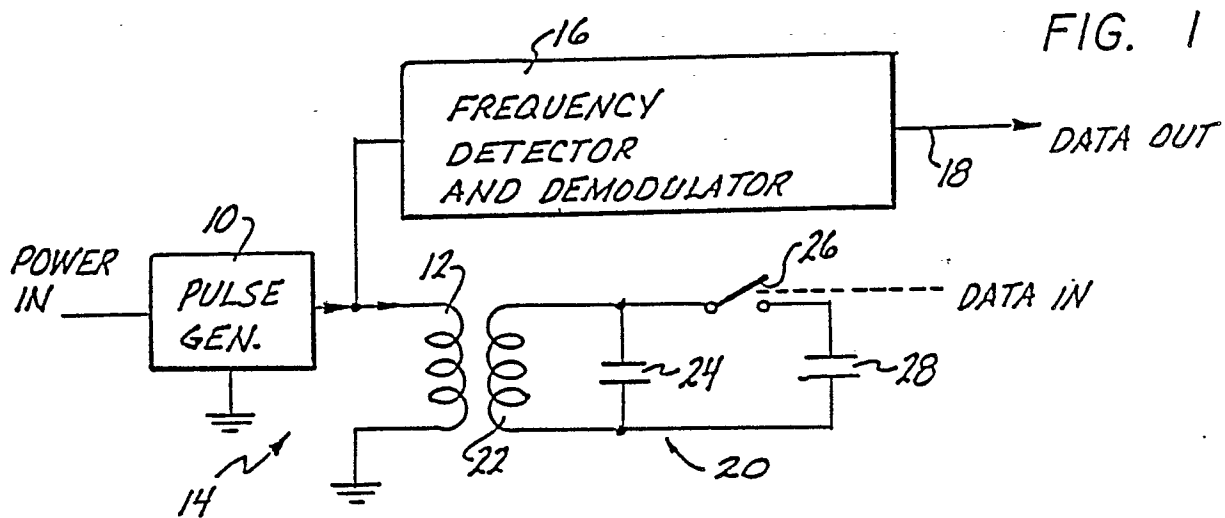 FIG. 1
16
FREQUENCY
DETECTOR
AND DEMODULATOR
18
DATA OUT
10
POWER
IN
PULSE
GEN.
12
26
DATA IN
24
28
22
20
14